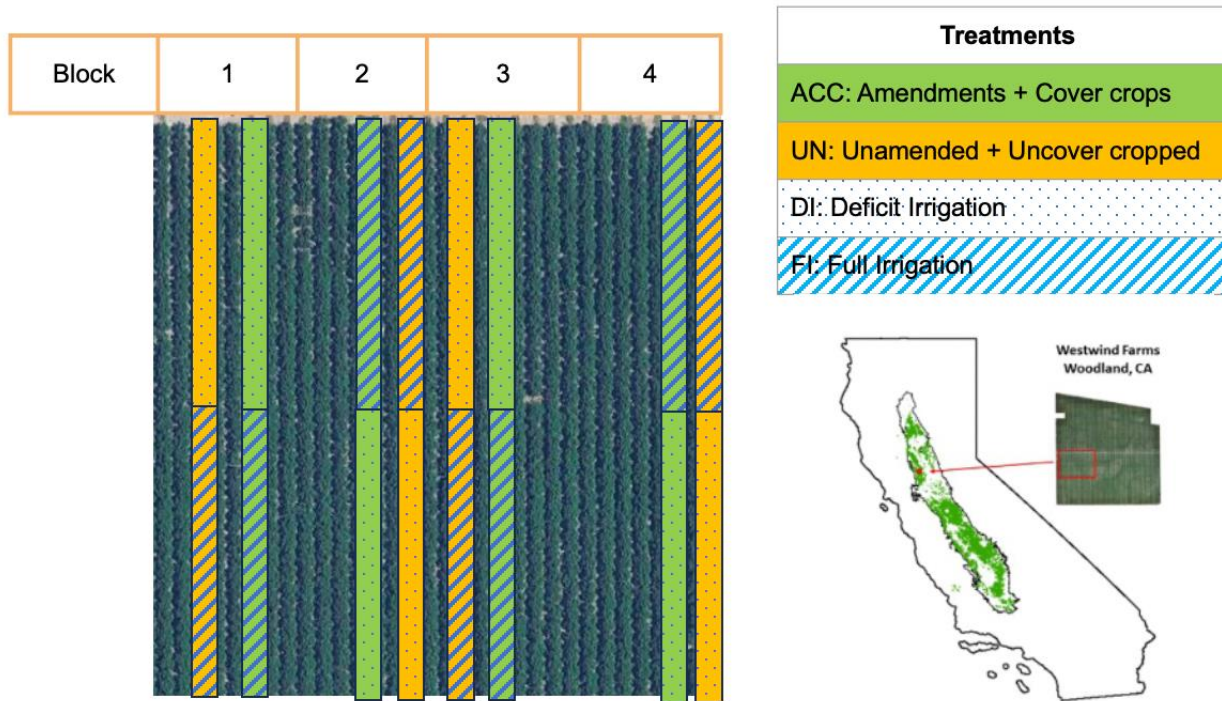 Block 1 2 3 4
Treatments
ACC: Amendments + Cover crops
UN: Unamended + Uncover cropped
DI: Deficit Irrigation
FI: Full Irrigation
Westwind Farms
Woodland, CA